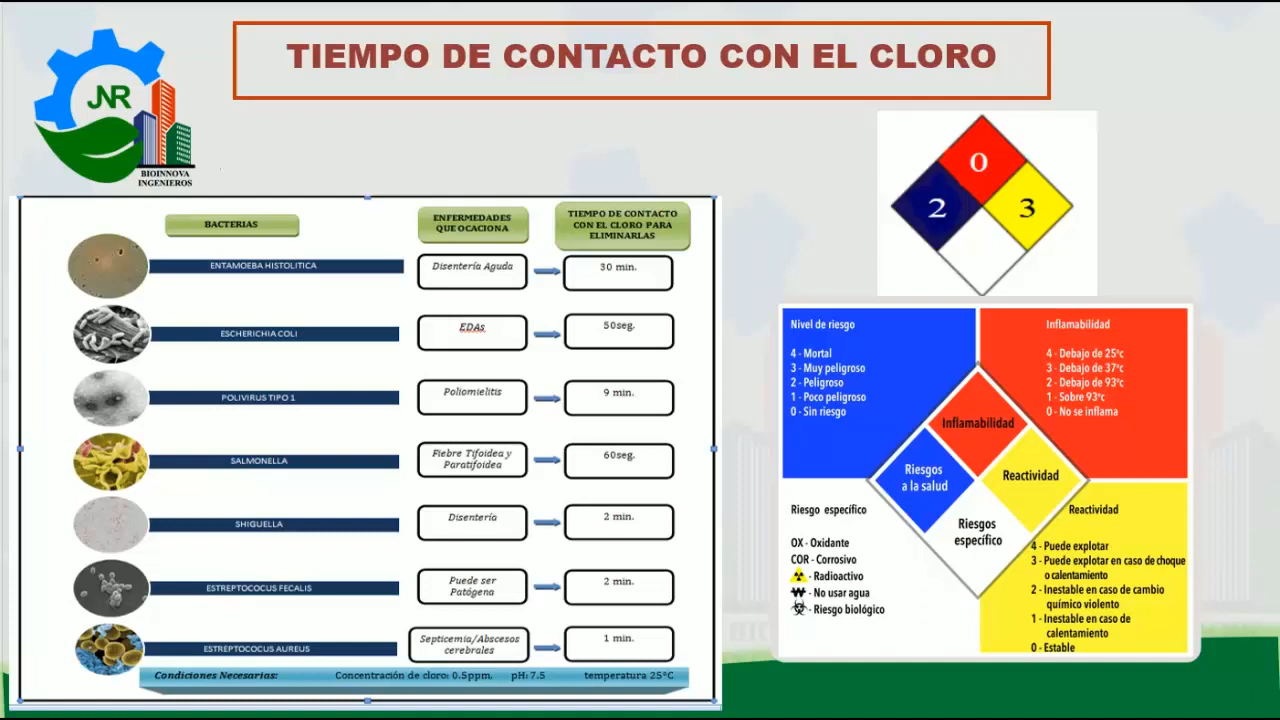 TIEMPO DE CONTACTO CON EL CLORO
JNR
BIOINNOVA
INGENIEROS
BACTERIAS
ENFERMEDADES
QUE OCACIONA
TIEMPO DE CONTACTO
CON EL CLORO PARA
ELIMINARLAS
ENTAMOEBA HISTOLITICA
Disentería Aguda
30 min.
ESCHERICHIA COLI
EDAs
50seg.
POLIVIRUS TIPO 1
Poliomielitis
9 min.
SALMONELLA
Fiebre Tifoidea y
Paratifoidea
60seg.
SHIGUELLA
Disentería
2 min.
ESTREPTOCOCUS FECALIS
Puede ser
Patógena
2 min.
ESTREPTOCOCUS AUREUS
Septicemia/Abscesos
cerebrales
1 min.
Condiciones Necesarias: Concentración de cloro: 0.5ppm. pH: 7.5 temperatura 25°C
0
2
3
Nivel de riesgo
4 - Mortal
3 - Muy peligroso
2 - Peligroso
1 - Poco peligroso
0 - Sin riesgo
Inflamabilidad
4 - Debajo de 25°c
3 - Debajo de 37°c
2 - Debajo de 93°c
1 - Sobre 93°c
0 - No se inflama
Inflamabilidad
Riesgos
a la salud
Reactividad
Riesgos
específico
Riesgo específico
OX - Oxidante
COR - Corrosivo
- Radioactivo
- No usar agua
- Riesgo biológico
Reactividad
4 - Puede explotar
3 - Puede explotar en caso de choque
o calentamiento
2 - Inestable en caso de cambio
químico violento
1 - Inestable en caso de
calentamiento
0 - Estable